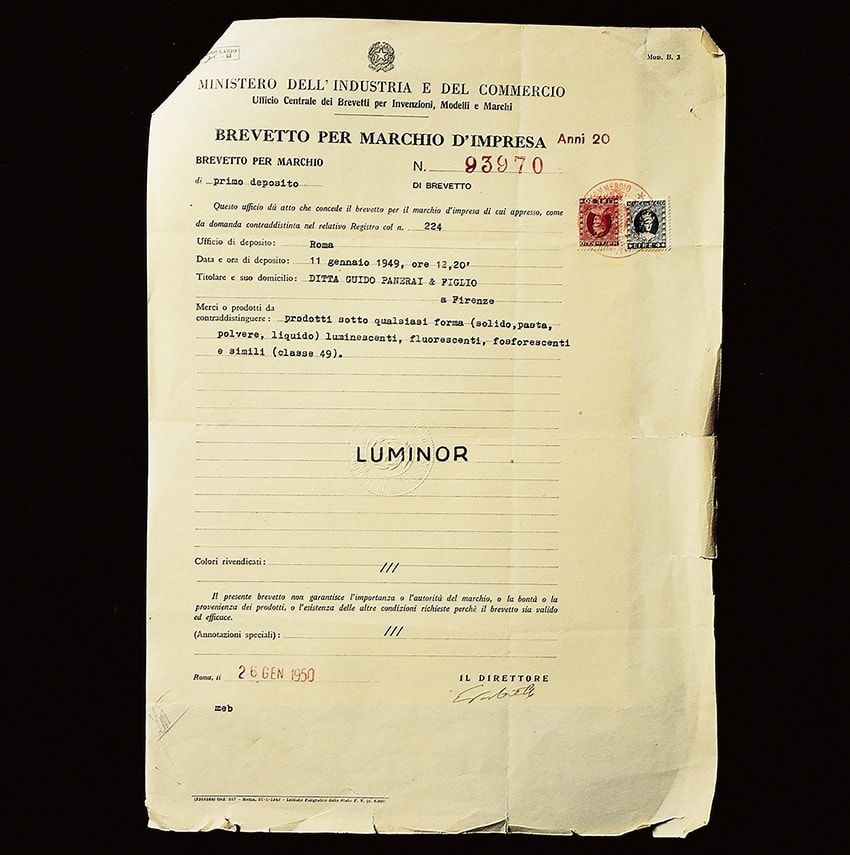 Mod. B. 3
MINISTERO DELL'INDUSTRIA E DEL COMMERCIO
Ufficio Centrale dei Brevetti per Invenzioni, Modelli e Marchi
BREVETTO PER MARCHIO D'IMPRESA Anni 20
BREVETTO PER MARCHIO N. 93970
di primo deposito DI BREVETTO
COMMERCIO
Questo ufficio dà atto che concede il brevetto per il marchio d'impresa di cui appresso, come
da domanda contraddistinta nel relativo Registro col n. 224
Ufficio di deposito: Roma
Data e ora di deposito: 11 gennaio 1949, ore 12,20'
Titolare e suo domicilio: DITTA GUIDO PANERAI & FIGLIO
a Firenze
Merci o prodotti da
contraddistinguere: prodotti sotto qualsiasi forma (solido,pasta,
polvere, liquido) luminescenti, fluorescenti, fosforescenti
e simili (classe 49).
LUMINOR
Colori rivendicati: ///
Il presente brevetto non garantisce l'importanza o l'autorità del marchio, o la bontà o la
provenienza dei prodotti, o l'esistenza delle altre condizioni richieste perchè il brevetto sia valido
ed efficace.
(Annotazioni speciali): ///
Roma, li 26 GEN 1950 IL DIRETTORE
meb